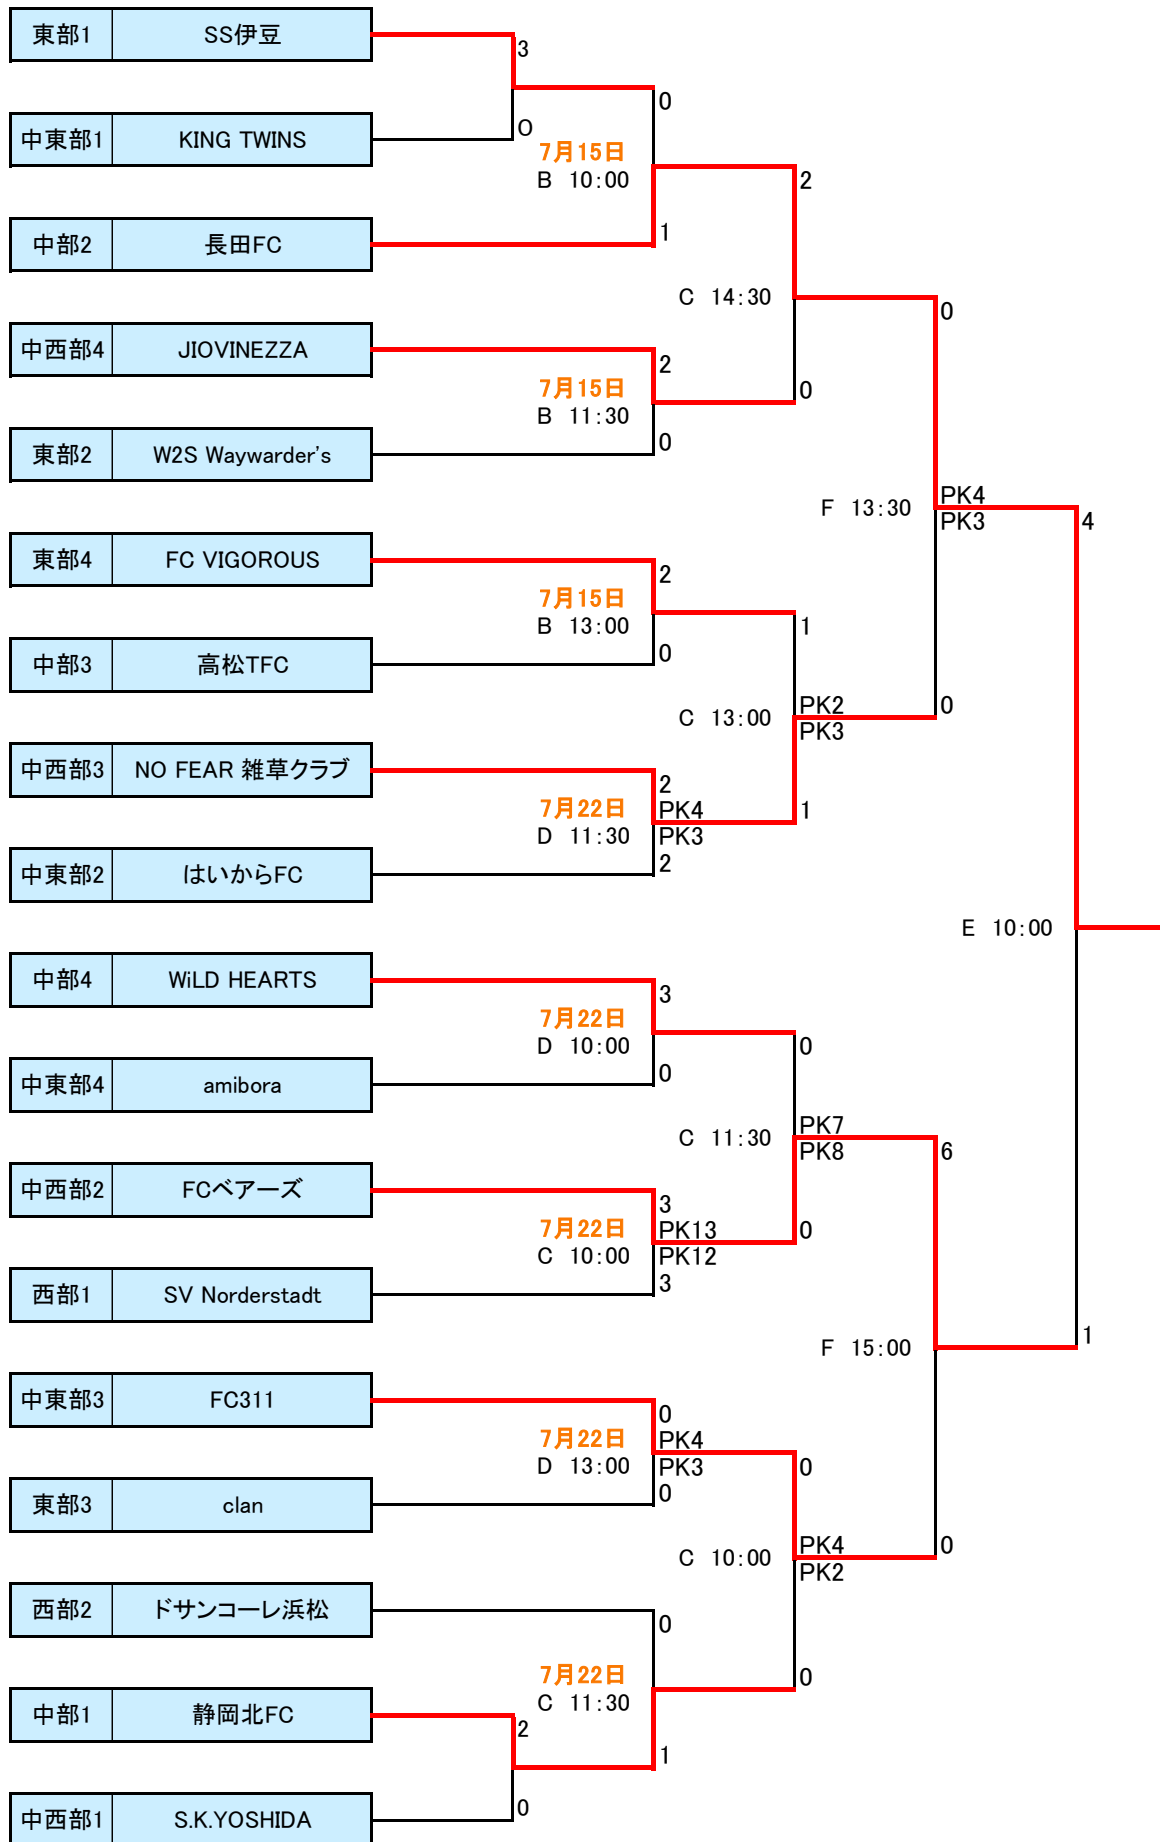 東部1 SS伊豆
3
0
中東部1 KING TWINS
O
7月15日
B 10:00
2
中部2 長田FC
1
C 14:30
0
中西部4 JIOVINEZZA
2
7月15日
B 11:30
0
東部2 W2S Waywarder's
0
F 13:30
PK4
PK3
4
東部4 FC VIGOROUS
2
7月15日
B 13:00
1
中部3 高松TFC
0
C 13:00
PK2
PK3
0
中西部3 NO FEAR 雑草クラブ
2
7月22日
D 11:30
PK4
PK3
1
中東部2 はいからFC
2
E 10:00
中部4 WiLD HEARTS
3
7月22日
D 10:00
0
中東部4 amibora
0
C 11:30
PK7
PK8
6
中西部2 FCベアーズ
3
7月22日
C 10:00
PK13
PK12
0
西部1 SV Norderstadt
3
F 15:00
1
中東部3 FC311
0
7月22日
D 13:00
PK4
PK3
0
東部3 clan
0
C 10:00
PK4
PK2
0
西部2 ドサンコーレ浜松
0
7月22日
C 11:30
0
中部1 静岡北FC
2
1
中西部1 S.K.YOSHIDA
0